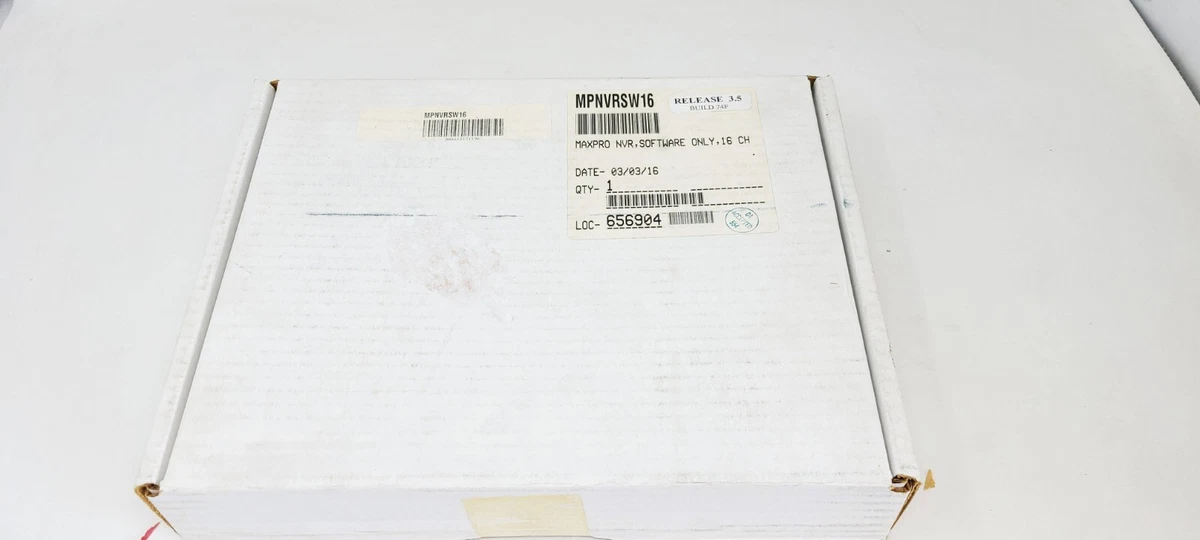 MPNVRSW16
MPNVRSW16
RELEASE 3.5
BUILD 74F
MAXPRO NVR,SOFTWARE ONLY,16 CH
DATE- 03/03/16
QTY- 1
LOC- 656904